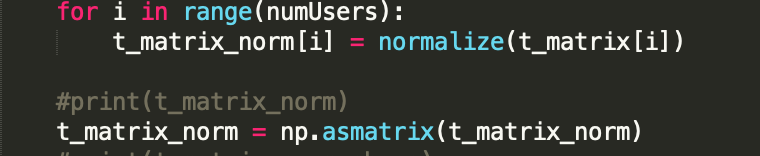 for i in range(numUsers):
t_matrix_norm[i] = normalize(t_matrix[i])
#print(t_matrix_norm)
t_matrix_norm = np.asmatrix(t_matrix_norm)